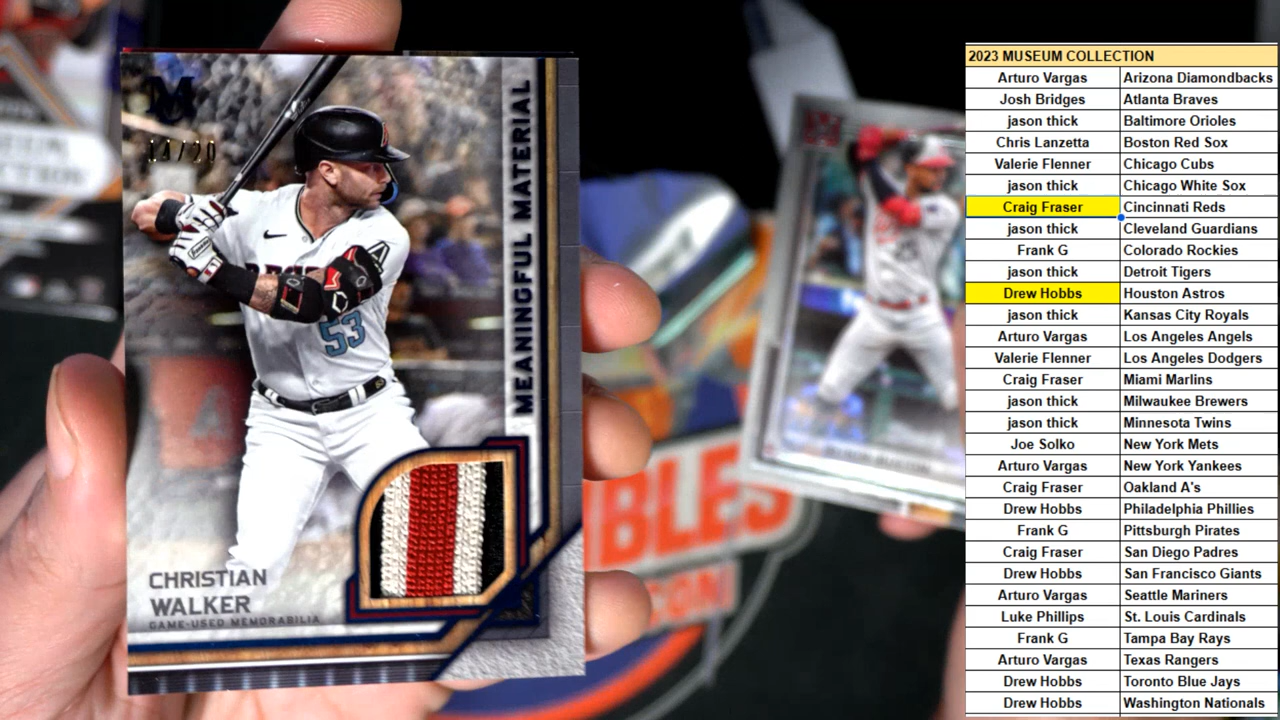 14/20
MEANINGFUL MATERIAL
53
CHRISTIAN
WALKER
GAME-USED MEMORABILIA
BLES
2023 MUSEUM COLLECTION
Arturo Vargas Arizona Diamondbacks
Josh Bridges Atlanta Braves
jason thick Baltimore Orioles
Chris Lanzetta Boston Red Sox
Valerie Flenner Chicago Cubs
jason thick Chicago White Sox
Craig Fraser Cincinnati Reds
jason thick Cleveland Guardians
Frank G Colorado Rockies
jason thick Detroit Tigers
Drew Hobbs Houston Astros
jason thick Kansas City Royals
Arturo Vargas Los Angeles Angels
Valerie Flenner Los Angeles Dodgers
Craig Fraser Miami Marlins
jason thick Milwaukee Brewers
jason thick Minnesota Twins
Joe Solko New York Mets
Arturo Vargas New York Yankees
Craig Fraser Oakland A's
Drew Hobbs Philadelphia Phillies
Frank G Pittsburgh Pirates
Craig Fraser San Diego Padres
Drew Hobbs San Francisco Giants
Arturo Vargas Seattle Mariners
Luke Phillips St. Louis Cardinals
Frank G Tampa Bay Rays
Arturo Vargas Texas Rangers
Drew Hobbs Toronto Blue Jays
Drew Hobbs Washington Nationals